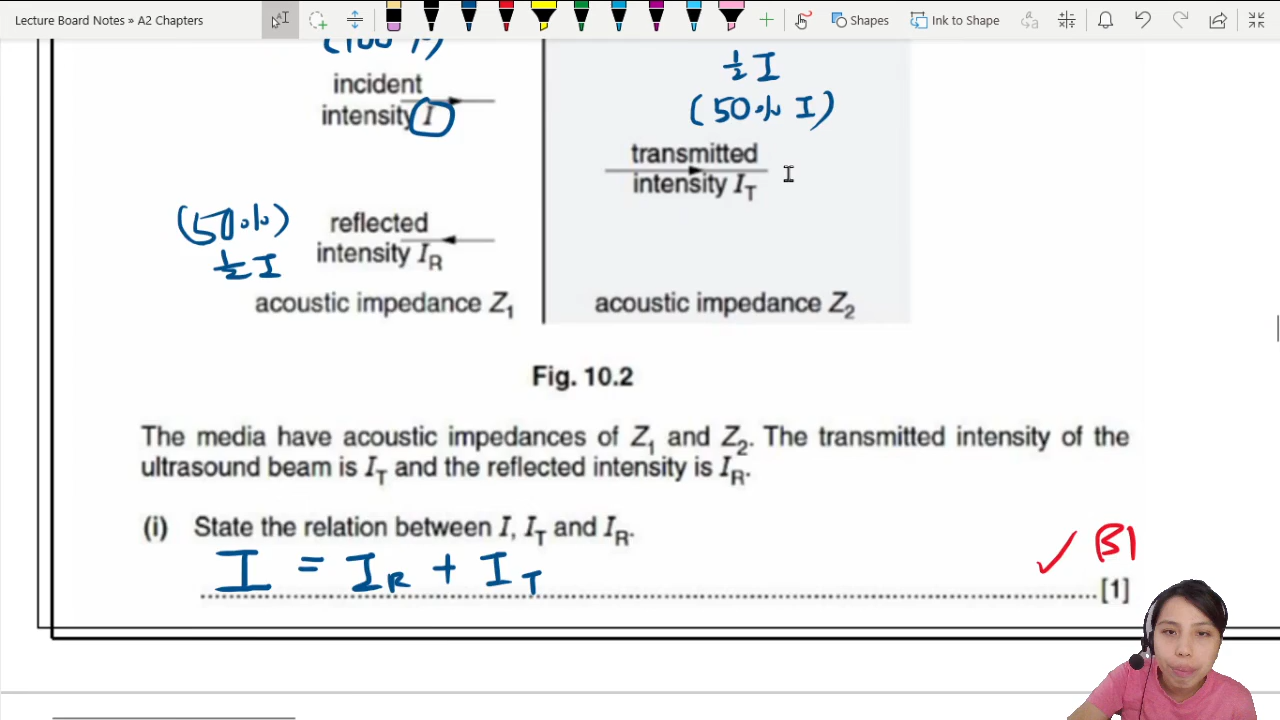 Lecture Board Notes » A2 Chapters
Shapes
Ink to Shape
(100 %)
½ I
incident
intensity I
(50% I)
transmitted
intensity I_T
(50%)
reflected
½ I
intensity I_R
acoustic impedance Z₁
acoustic impedance Z₂
Fig. 10.2
The media have acoustic impedances of Z₁ and Z₂. The transmitted intensity of the
ultrasound beam is I_T and the reflected intensity is I_R.
(i) State the relation between I, I_T and I_R.
I = I_R + I_T
✓ B1
[1]